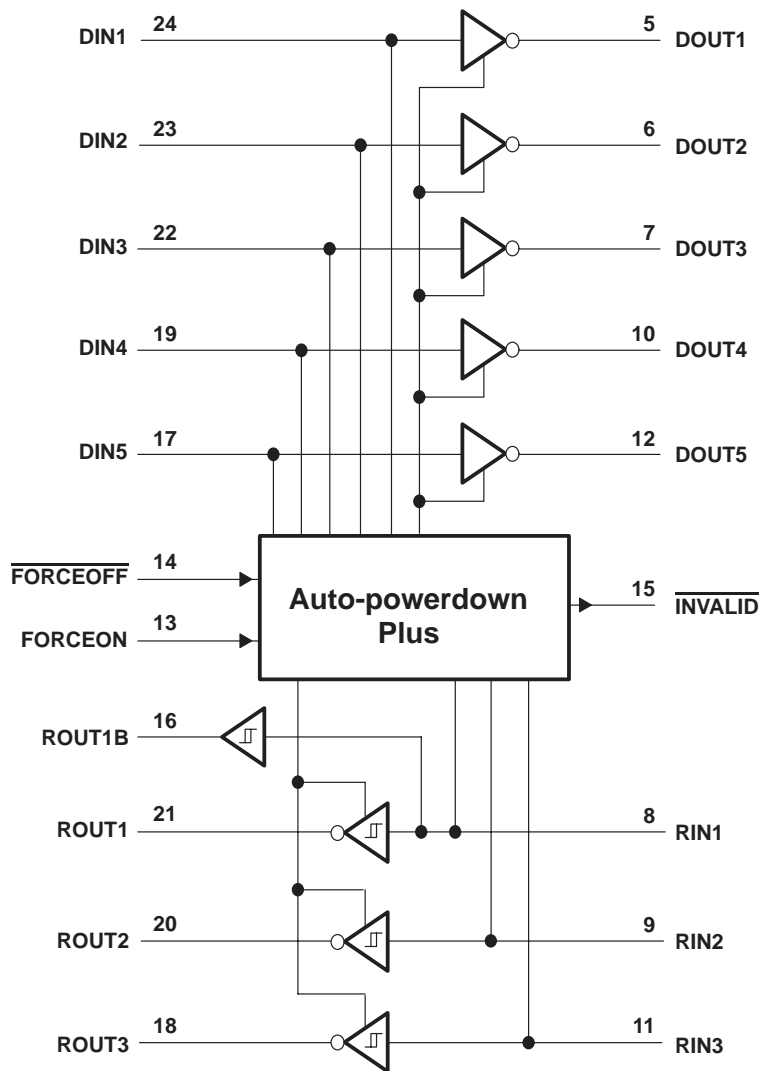 DIN1 24 5 DOUT1
DIN2 23 6 DOUT2
DIN3 22 7 DOUT3
DIN4 19 10 DOUT4
DIN5 17 12 DOUT5
FORCEOFF 14
15 INVALID
Auto-powerdown
Plus
FORCEON 13
ROUT1B 16
ROUT1 21 8 RIN1
ROUT2 20 9 RIN2
ROUT3 18 11 RIN3